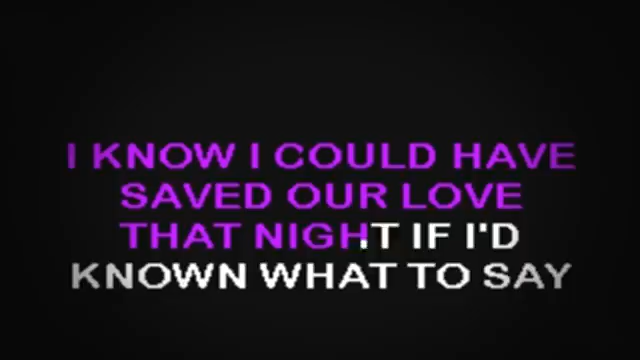 I KNOW I COULD HAVE
SAVED OUR LOVE
THAT NIGHT IF I'D
KNOWN WHAT TO SAY